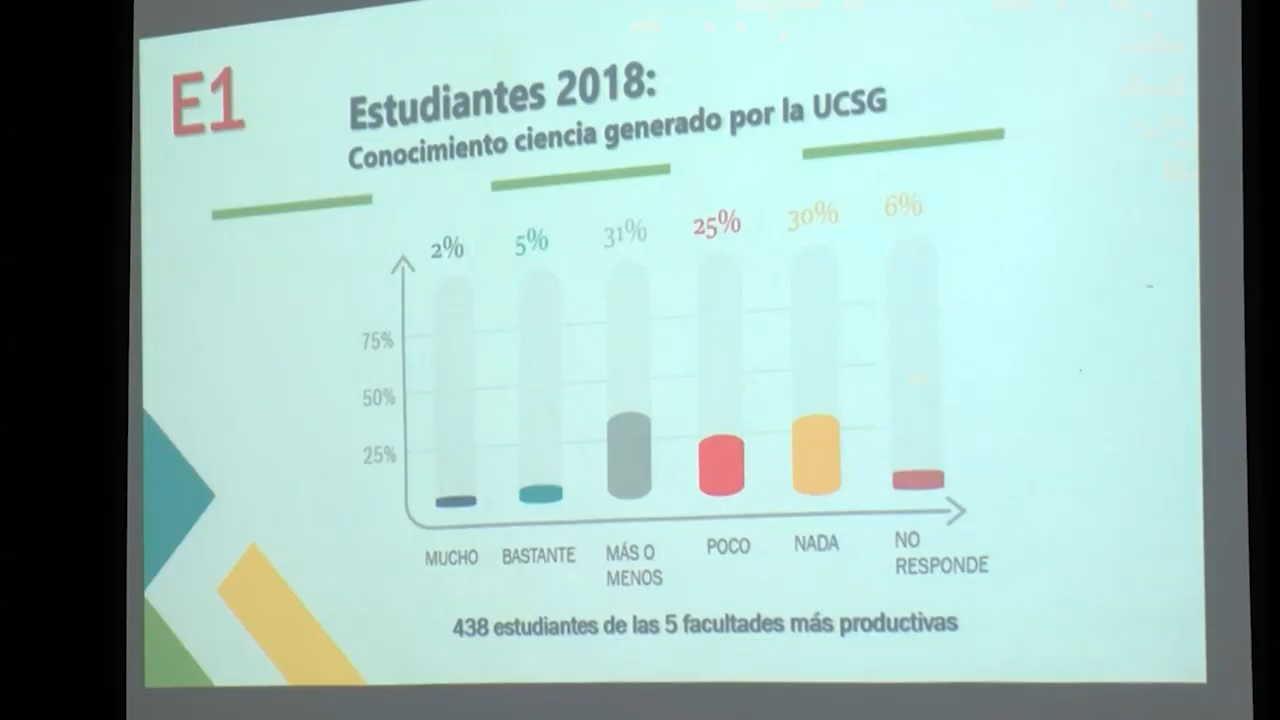 E1
Estudiantes 2018:
Conocimiento ciencia generado por la UCSG
2% 5% 31% 25% 30% 6%
75%
50%
25%
MUCHO BASTANTE MÁS O MENOS POCO NADA NO RESPONDE
438 estudiantes de las 5 facultades más productivas